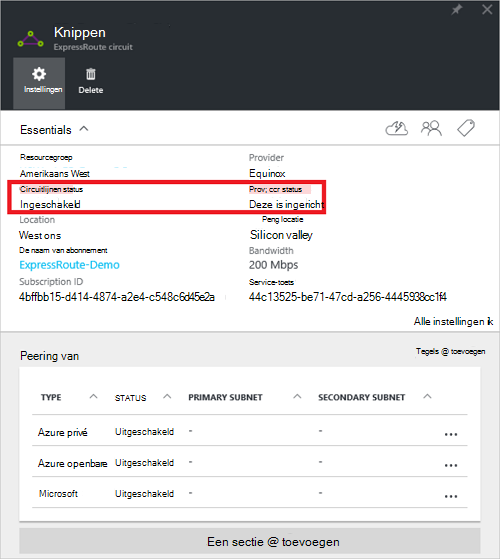 Knippen
ExpressRoute circuit
Instellingen
Delete
Essentials
Resourcegroep
Provider
Amerikaans West
Equinox
Circuitlijnen status
Prov; ccr status
Ingeschakeld
Deze is ingericht
Location
Peng locatie
West ons
Silicon valley
De naam van abonnement
Bandwidth
ExpressRoute-Demo
200 Mbps
Subscription ID
Service-toets
4bffbb15-d414-4874-a2e4-c548c6d45e2a
44c13525-be71-47cd-a256-4445938cc1f4
Alle instellingen ik
Peering van
Tegels @ toevoegen
TYPE STATUS PRIMARY SUBNET SECONDARY SUBNET
Azure privé Uitgeschakeld - - ...
Azure openbare Uitgeschakeld - - ...
Microsoft Uitgeschakeld - - ...
Een sectie @ toevoegen